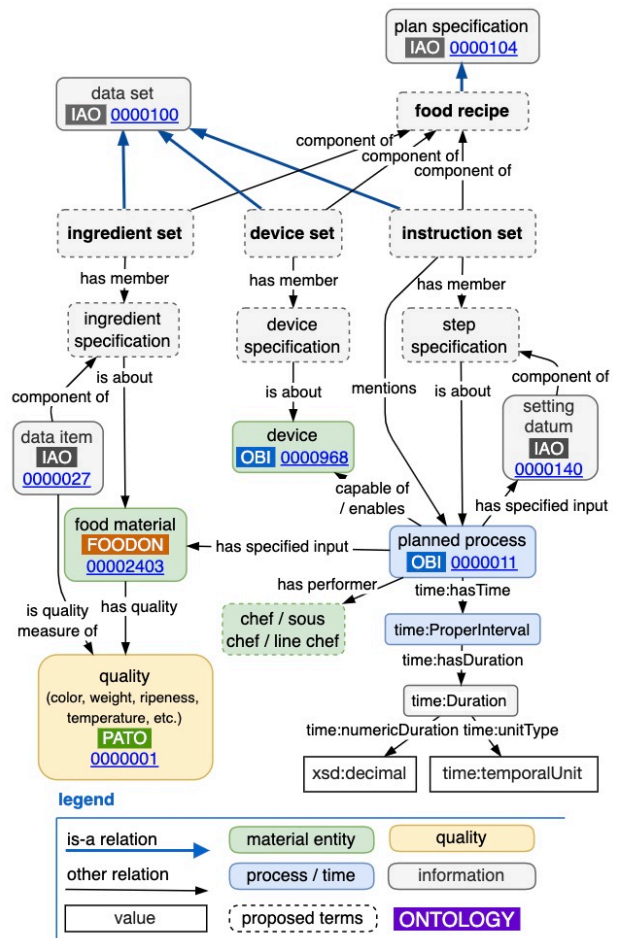 plan specification
IAO 0000104
data set
IAO 0000100
food recipe
component of
component of
component of
ingredient set
device set
instruction set
has member
has member
has member
ingredient
specification
device
specification
step
specification
is about
component of
mentions
is about
is about
component of
data item
IAO
0000027
device
OBI 0000968
setting
datum
IAO
0000140
capable of
/ enables
has specified input
food material
FOODON
00002403
has specified input
planned process
OBI 0000011
has performer
time:hasTime
is quality
measure of
has quality
chef / sous
chef / line chef
time:ProperInterval
time:hasDuration
quality
(color, weight, ripeness,
temperature, etc.)
PATO
0000001
time:Duration
time:numericDuration time:unitType
xsd:decimal
time:temporalUnit
legend
is-a relation
material entity
quality
other relation
process / time
information
value
proposed terms
ONTOLOGY